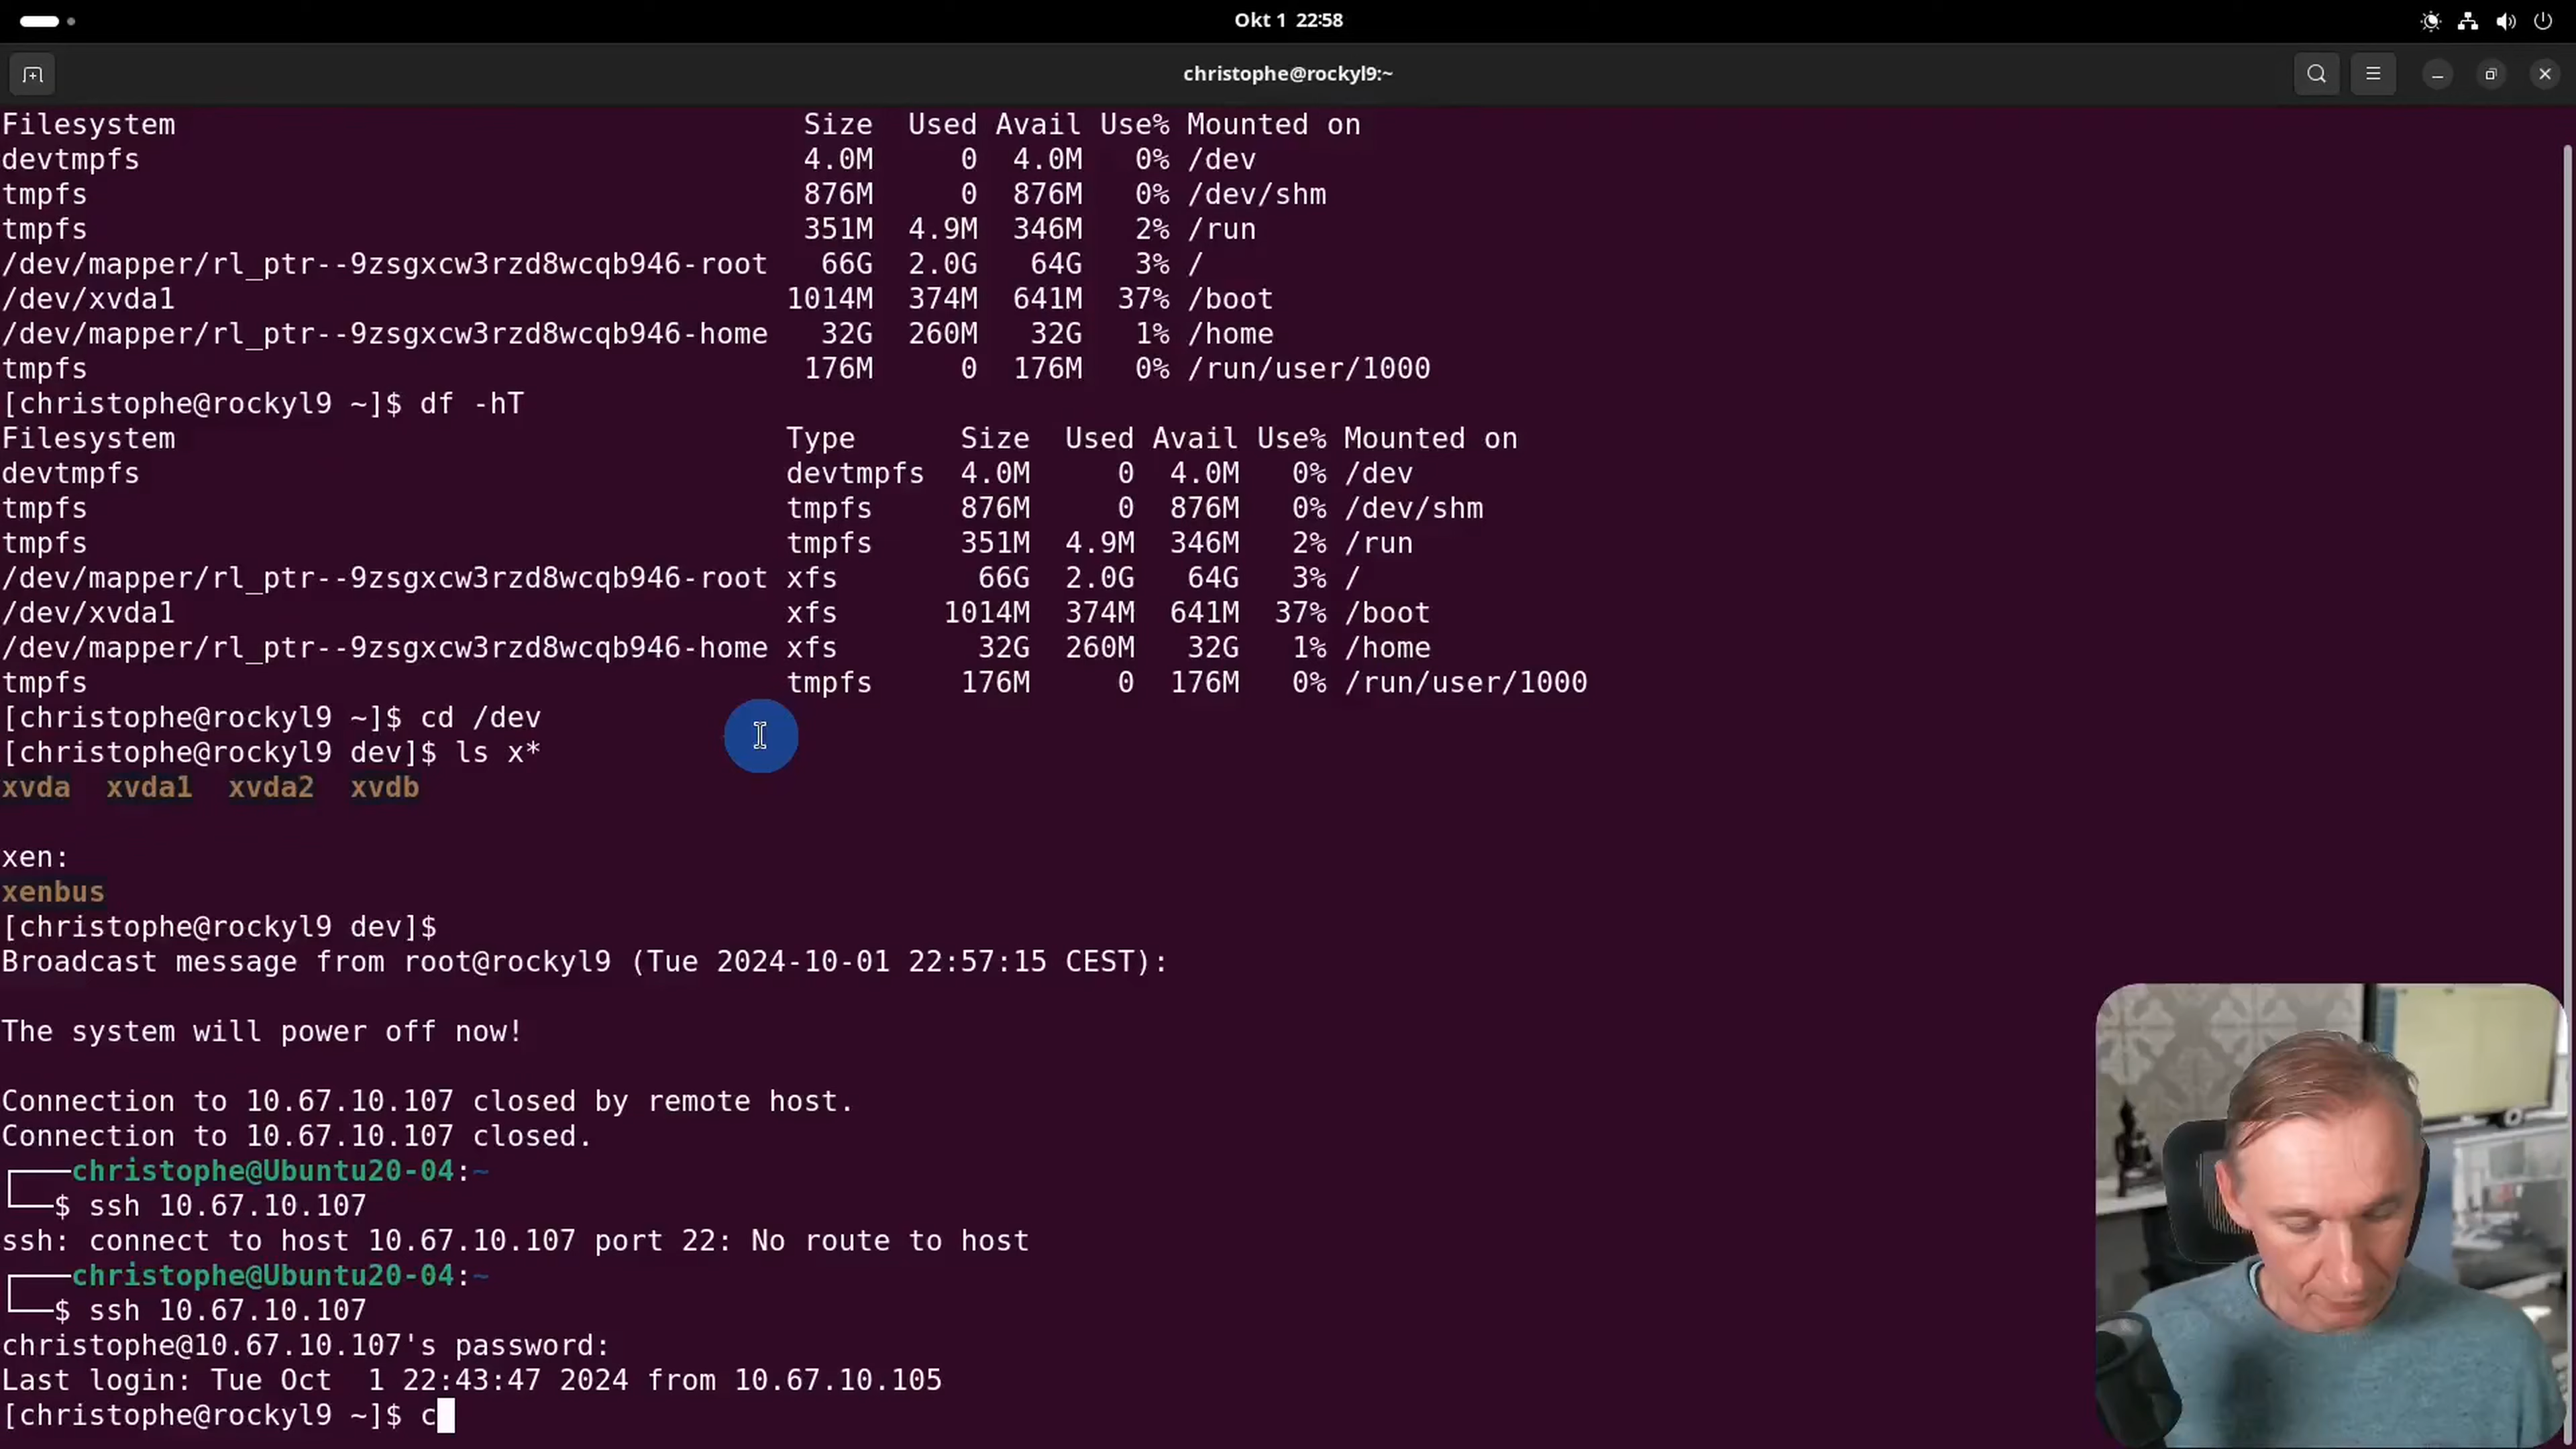 Okt 1 22:58
christophe@rockyl9:~
Filesystem Size Used Avail Use% Mounted on
devtmpfs 4.0M 0 4.0M 0% /dev
tmpfs 876M 0 876M 0% /dev/shm
tmpfs 351M 4.9M 346M 2% /run
/dev/mapper/rl_ptr--9zsgxcw3rzd8wcqb946-root 66G 2.0G 64G 3% /
/dev/xvda1 1014M 374M 641M 37% /boot
/dev/mapper/rl_ptr--9zsgxcw3rzd8wcqb946-home 32G 260M 32G 1% /home
tmpfs 176M 0 176M 0% /run/user/1000
[christophe@rockyl9 ~]$ df -hT
Filesystem Type Size Used Avail Use% Mounted on
devtmpfs devtmpfs 4.0M 0 4.0M 0% /dev
tmpfs tmpfs 876M 0 876M 0% /dev/shm
tmpfs tmpfs 351M 4.9M 346M 2% /run
/dev/mapper/rl_ptr--9zsgxcw3rzd8wcqb946-root xfs 66G 2.0G 64G 3% /
/dev/xvda1 xfs 1014M 374M 641M 37% /boot
/dev/mapper/rl_ptr--9zsgxcw3rzd8wcqb946-home xfs 32G 260M 32G 1% /home
tmpfs tmpfs 176M 0 176M 0% /run/user/1000
[christophe@rockyl9 ~]$ cd /dev
[christophe@rockyl9 dev]$ ls x*
xvda xvda1 xvda2 xvdb
xen:
xenbus
[christophe@rockyl9 dev]$
Broadcast message from root@rockyl9 (Tue 2024-10-01 22:57:15 CEST):
The system will power off now!
Connection to 10.67.10.107 closed by remote host.
Connection to 10.67.10.107 closed.
┌──christophe@Ubuntu20-04:~
└──$ ssh 10.67.10.107
ssh: connect to host 10.67.10.107 port 22: No route to host
┌──christophe@Ubuntu20-04:~
└──$ ssh 10.67.10.107
christophe@10.67.10.107's password:
Last login: Tue Oct 1 22:43:47 2024 from 10.67.10.105
[christophe@rockyl9 ~]$ c